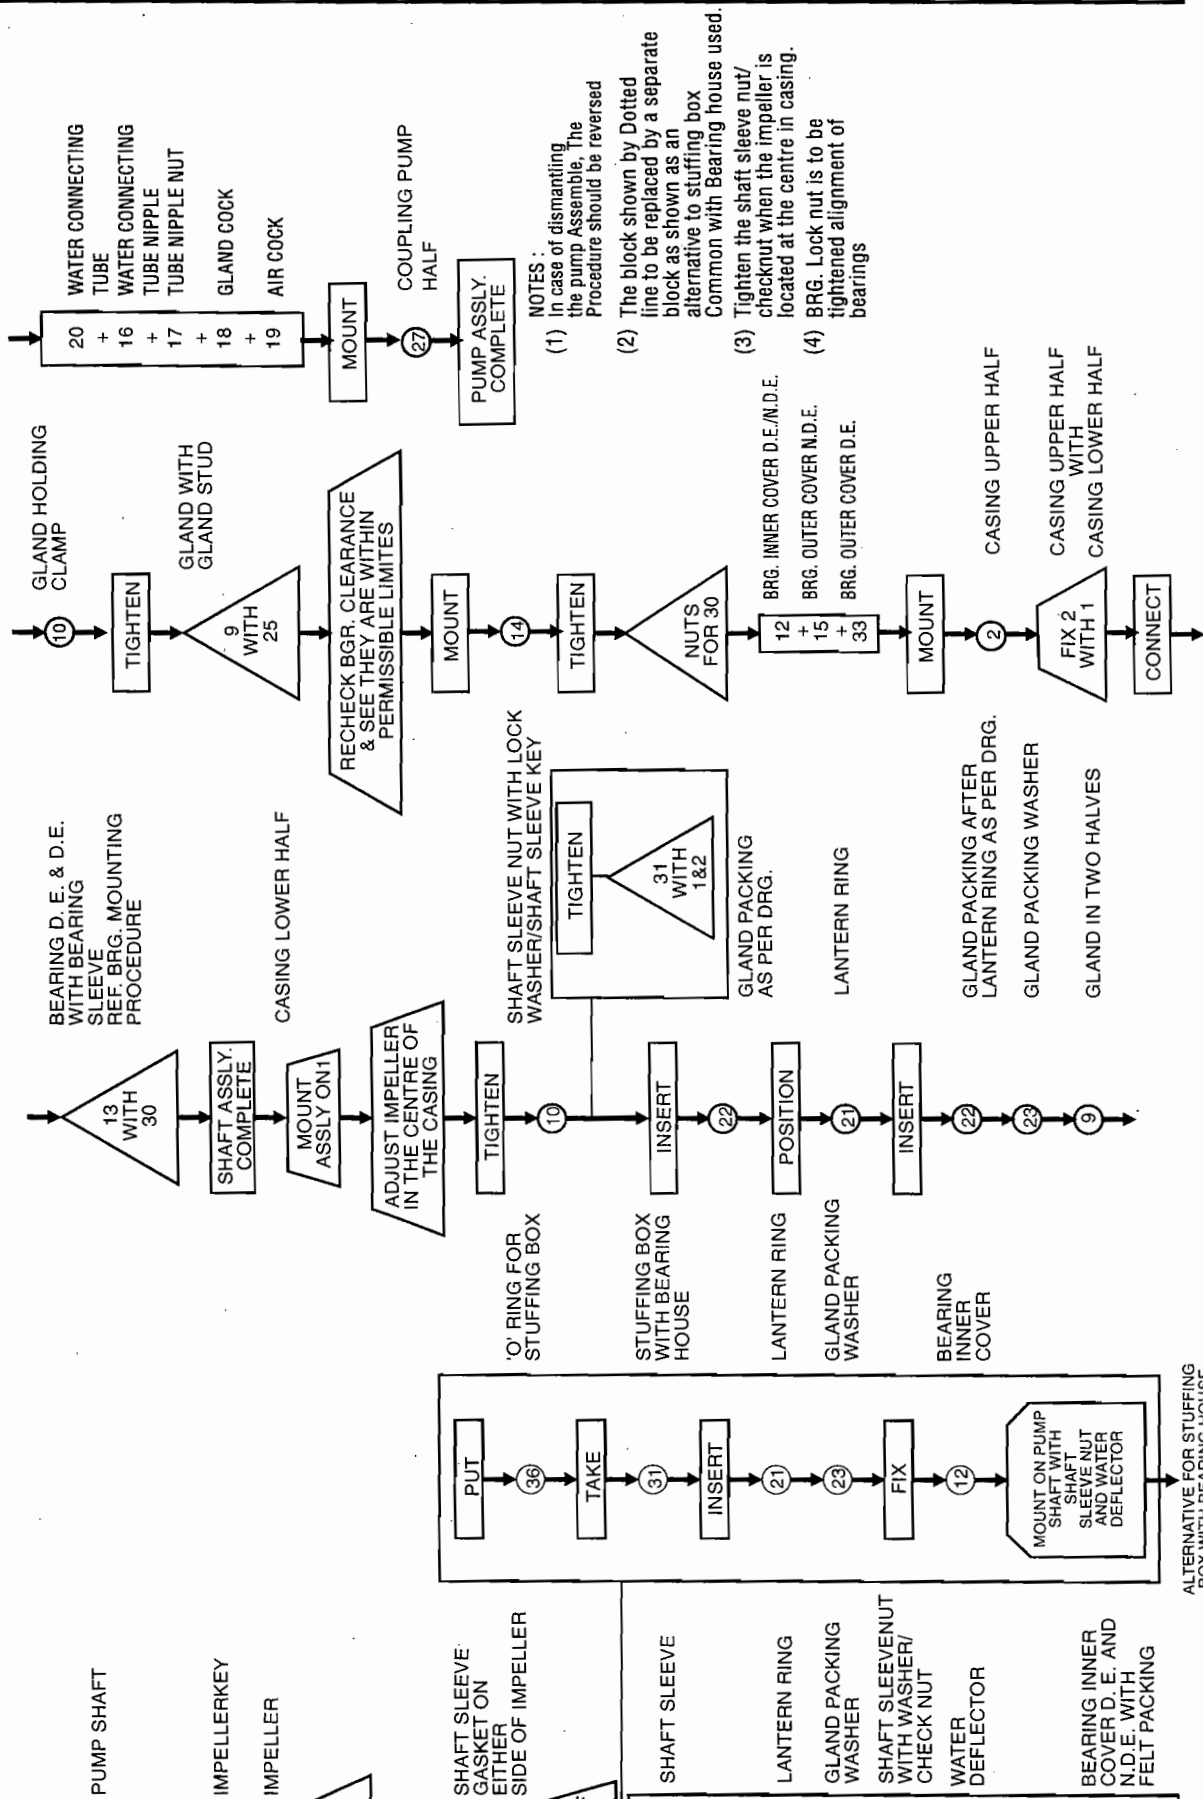 PUMP SHAFT
IMPELLERKEY
IMPELLER
SHAFT SLEEVE
GASKET ON
EITHER
SIDE OF IMPELLER
SHAFT SLEEVE
LANTERN RING
GLAND PACKING
WASHER
SHAFT SLEEVENUT
WITH WASHER/
CHECK NUT
WATER
DEFLECTOR
BEARING INNER
COVER D. E. AND
N.D.E. WITH
FELT PACKING
PUT
36
TAKE
31
INSERT
21
23
FIX
12
MOUNT ON PUMP
SHAFT WITH
SHAFT
SLEEVE NUT
AND WATER
DEFLECTOR
ALTERNATIVE FOR STUFFING
BOX WITH BEARING HOUSE
'O' RING FOR
STUFFING BOX
STUFFING BOX
WITH BEARING
HOUSE
LANTERN RING
GLAND PACKING
WASHER
BEARING
INNER
COVER
13
WITH
30
BEARING D. E. & D.E.
WITH BEARING
SLEEVE
REF. BRG. MOUNTING
PROCEDURE
SHAFT ASSLY.
COMPLETE
MOUNT
ASSLY ON1
CASING LOWER HALF
ADJUST IMPELLER
IN THE CENTRE OF
THE CASING
TIGHTEN
10
SHAFT SLEEVE NUT WITH LOCK
WASHER/SHAFT SLEEVE KEY
TIGHTEN
31
WITH
1&2
INSERT
22
GLAND PACKING
AS PER DRG.
POSITION
21
LANTERN RING
INSERT
22
GLAND PACKING AFTER
LANTERN RING AS PER DRG.
23
GLAND PACKING WASHER
9
GLAND IN TWO HALVES
10
GLAND HOLDING
CLAMP
TIGHTEN
9
WITH
25
GLAND WITH
GLAND STUD
RECHECK BGR. CLEARANCE
& SEE THEY ARE WITHIN
PERMISSIBLE LIMITES
MOUNT
14
TIGHTEN
NUTS
FOR 30
12
+
15
+
33
BRG. INNER COVER D.E./N.D.E.
BRG. OUTER COVER N.D.E.
BRG. OUTER COVER D.E.
MOUNT
2
CASING UPPER HALF
FIX 2
WITH 1
CASING UPPER HALF
WITH
CASING LOWER HALF
CONNECT
20
+
16
+
17
+
18
+
19
WATER CONNECTING
TUBE
WATER CONNECTING
TUBE NIPPLE
TUBE NIPPLE NUT
GLAND COCK
AIR COCK
MOUNT
27
COUPLING PUMP
HALF
PUMP ASSLY.
COMPLETE
NOTES :
(1) In case of dismantling
the pump Assemble, The
Procedure should be reversed
(2) The block shown by Dotted
line to be replaced by a separate
block as shown as an
alternative to stuffing box
Common with Bearing house used.
(3) Tighten the shaft sleeve nut/
checknut when the impeller is
located at the centre in casing.
(4) BRG. Lock nut is to be
tightened alignment of
bearings